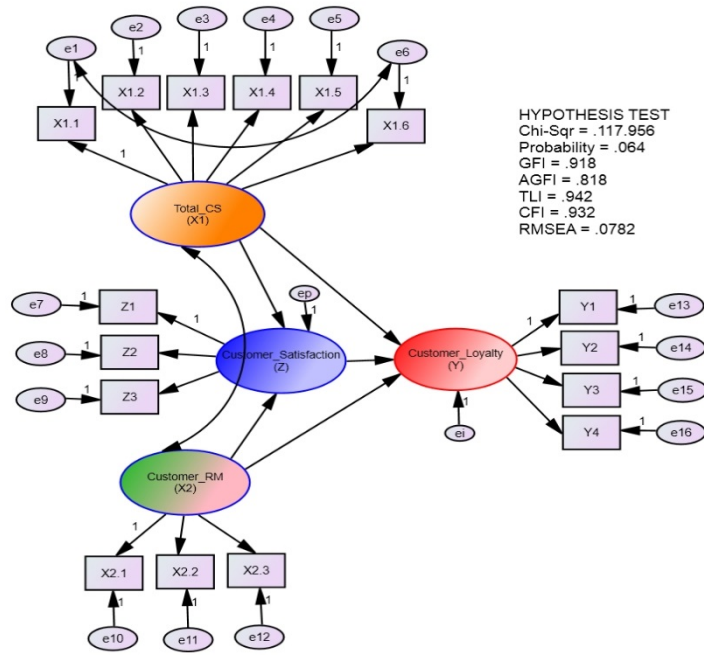 e1
e2
e3
e4
e5
e6
1
1
1
1
1
1
X1.1
X1.2
X1.3
X1.4
X1.5
X1.6
1
HYPOTHESIS TEST
Chi-Sqr = .117.956
Probability = .064
GFI = .918
AGFI = .818
TLI = .942
CFI = .932
RMSEA = .0782
Total_CS
(X1)
e7
1
Z1
1
e8
1
Z2
e9
1
Z3
ep
1
Customer_Satisfaction
(Z)
Customer_Loyalty
(Y)
1
ei
1
Y1
1
e13
Y2
1
e14
Y3
1
e15
Y4
1
e16
Customer_RM
(X2)
1
X2.1
X2.2
X2.3
1
1
1
e10
e11
e12